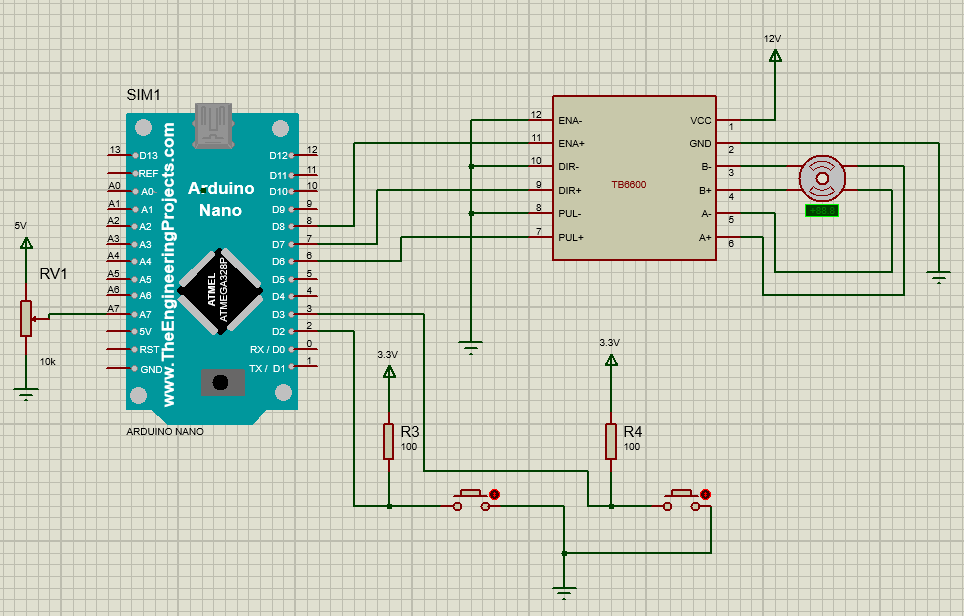 12V
SIM1
www.TheEngineeringProjects.com
Arduino
Nano
ATMEL
ATMEGA328P
13 D13
REF
A0 A0
A1 A1
A2 A2
A3 A3
A4 A4
A5 A5
A6 A6
A7 A7
5V
RST
GND
D12 12
D11 11
D10 10
D9 9
D8 8
D7 7
D6 6
D5 5
D4 4
D3 3
D2 2
RX / D0 0
TX / D1 1
ARDUINO NANO
5V
RV1
10k
12 ENA-
11 ENA+
10 DIR-
9 DIR+
8 PUL-
7 PUL+
TB6600
VCC 1
GND 2
B- 3
B+ 4
A- 5
A+ 6
3.3V
R3
100
3.3V
R4
100